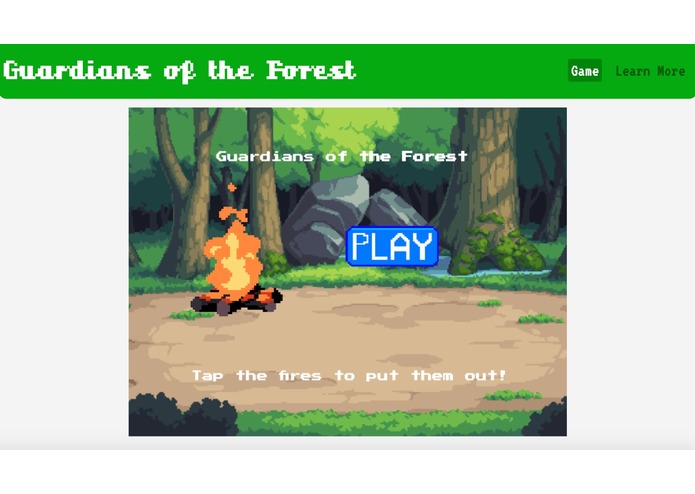 Guardians of the Forest
Game
Learn More
Guardians of the Forest
PLAY
Tap the fires to put them out!